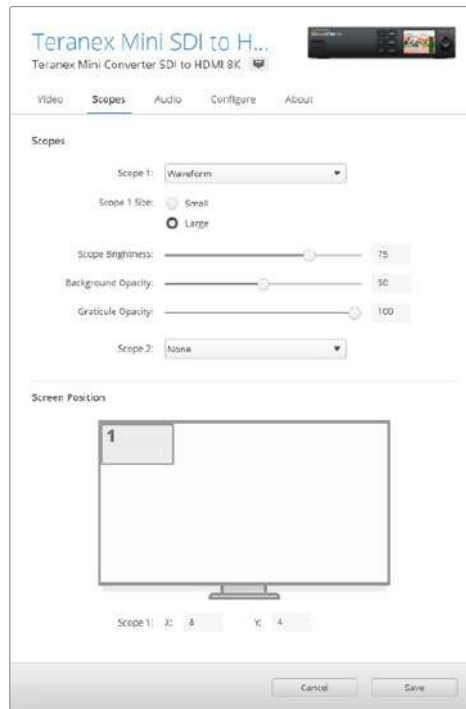 Teranex Mini SDI to H...
Teranex Mini Converter SDI to HDMI 8K
Video Scopes Audio Configure About
Scopes
Scope 1: Waveform
Scope 1 Size: Small
Large
Scope Brightness: 75
Background Opacity: 50
Graticule Opacity: 100
Scope 2: None
Screen Position
1
Scope 1: X: 8 Y: 4
Cancel Save